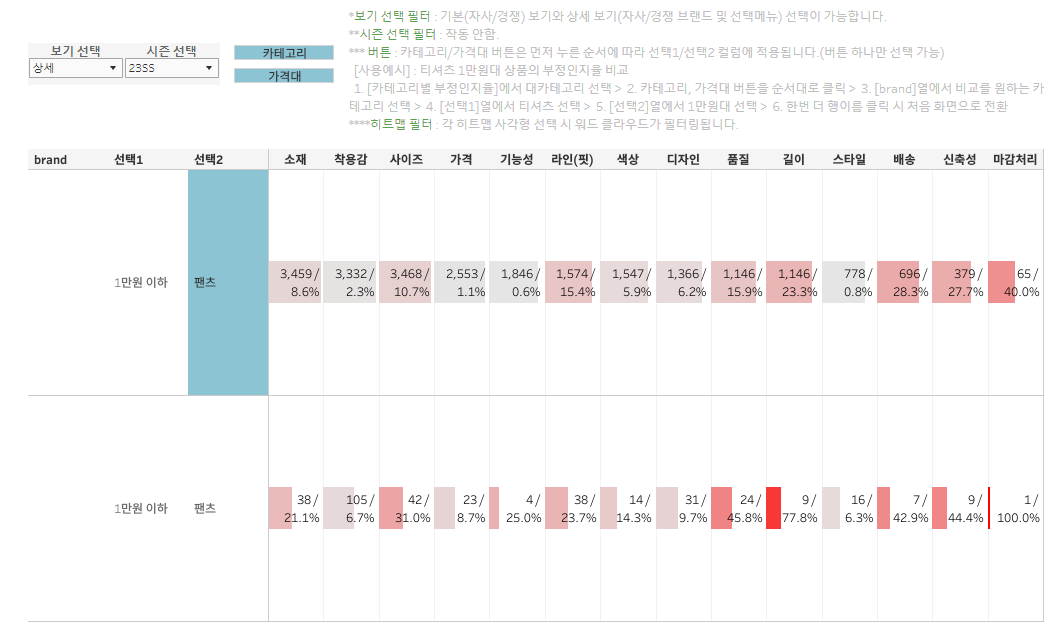 *보기 선택 필터 : 기본(자사/경쟁) 보기와 상세 보기(자사/경쟁 브랜드 및 선택메뉴) 선택이 가능합니다.
**시즌 선택 필터 : 작동 안함.
*** 버튼 : 카테고리/가격대 버튼은 먼저 누른 순서에 따라 선택1/선택2 컬럼에 적용됩니다.(버튼 하나만 선택 가능)
[사용예시] : 티셔츠 1만원대 상품의 부정인지율 비교
1. [카테고리별 부정인지율]에서 대카테고리 선택 > 2. 카테고리, 가격대 버튼을 순서대로 클릭 > 3. [brand]열에서 비교를 원하는 카
테고리 선택 > 4. [선택1]열에서 티셔츠 선택 > 5. [선택2]열에서 1만원대 선택 > 6. 한번 더 행이름 클릭 시 처음 화면으로 전환
****히트맵 필터 : 각 히트맵 사각형 선택 시 워드 클라우드가 필터링됩니다.
보기 선택 시즌 선택
상세 23SS
카테고리
가격대
brand 선택1 선택2 소재 착용감 사이즈 가격 기능성 라인(핏) 색상 디자인 품질 길이 스타일 배송 신축성 마감처리
1만원 이하 팬츠
3,459 / 3,332 / 3,468 / 2,553 / 1,846 / 1,574 / 1,547 / 1,366 / 1,146 / 1,146 / 778 / 696 / 379 / 65 /
8.6% 2.3% 10.7% 1.1% 0.6% 15.4% 5.9% 6.2% 15.9% 23.3% 0.8% 28.3% 27.7% 40.0%
1만원 이하 팬츠
38 / 105 / 42 / 23 / 4 / 38 / 14 / 31 / 24 / 9 / 16 / 7 / 9 / 1 /
21.1% 6.7% 31.0% 8.7% 25.0% 23.7% 14.3% 9.7% 45.8% 77.8% 6.3% 42.9% 44.4% 100.0%